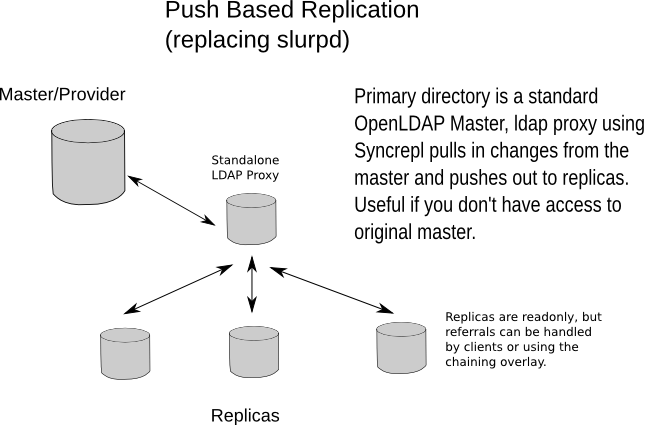 Push Based Replication
(replacing slurpd)
Master/Provider
Primary directory is a standard
OpenLDAP Master, ldap proxy using
Syncrepl pulls in changes from the
master and pushes out to replicas.
Useful if you don't have access to
original master.
Standalone
LDAP Proxy
Replicas are readonly, but
referrals can be handled
by clients or using the
chaining overlay.
Replicas